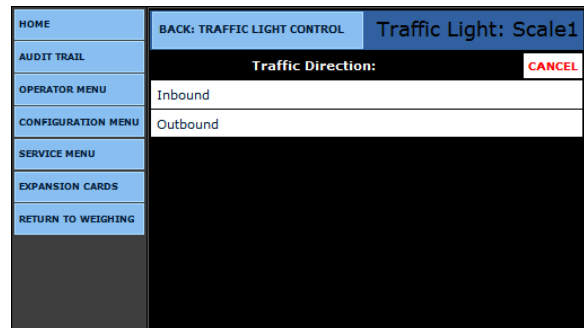 HOME
AUDIT TRAIL
OPERATOR MENU
CONFIGURATION MENU
SERVICE MENU
EXPANSION CARDS
RETURN TO WEIGHING
BACK: TRAFFIC LIGHT CONTROL
Traffic Light: Scale1
Traffic Direction:
CANCEL
Inbound
Outbound